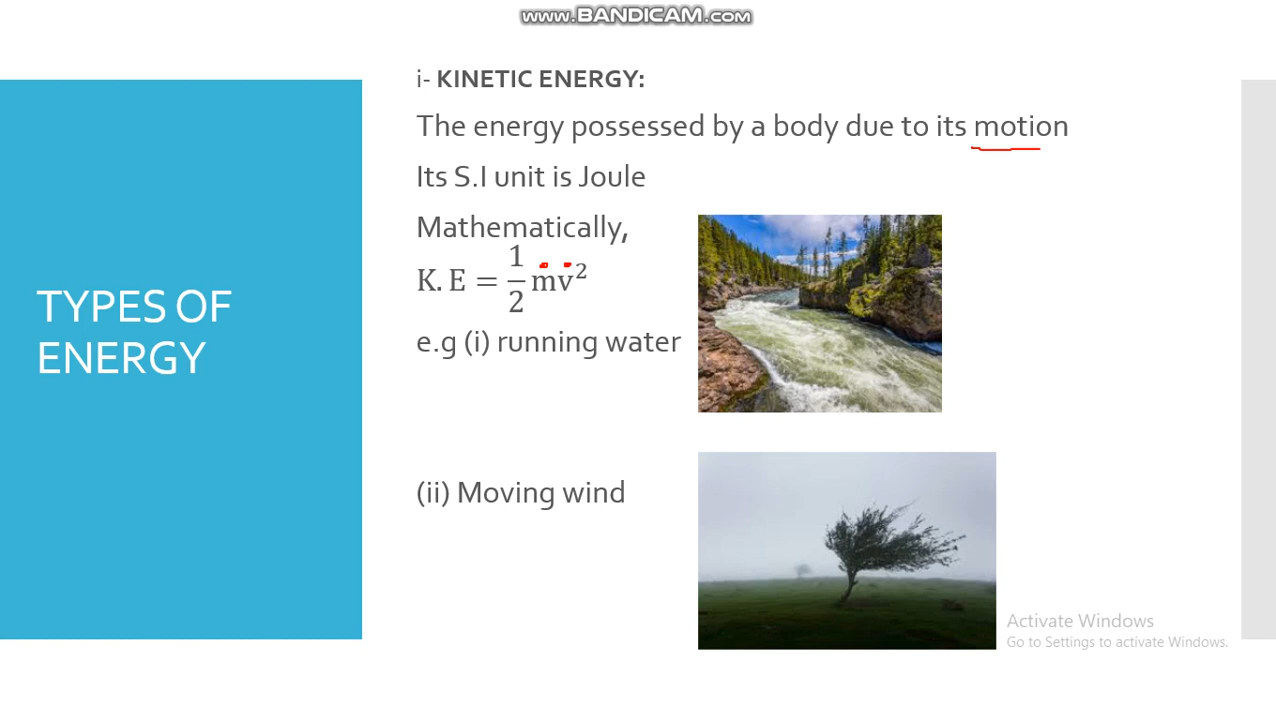 www.BANDICAM.com
i- KINETIC ENERGY:
The energy possessed by a body due to its motion
Its S.I unit is Joule
Mathematically,
K.E = 1/2 mv²
e.g (i) running water
(ii) Moving wind
TYPES OF
ENERGY
Activate Windows
Go to Settings to activate Windows.